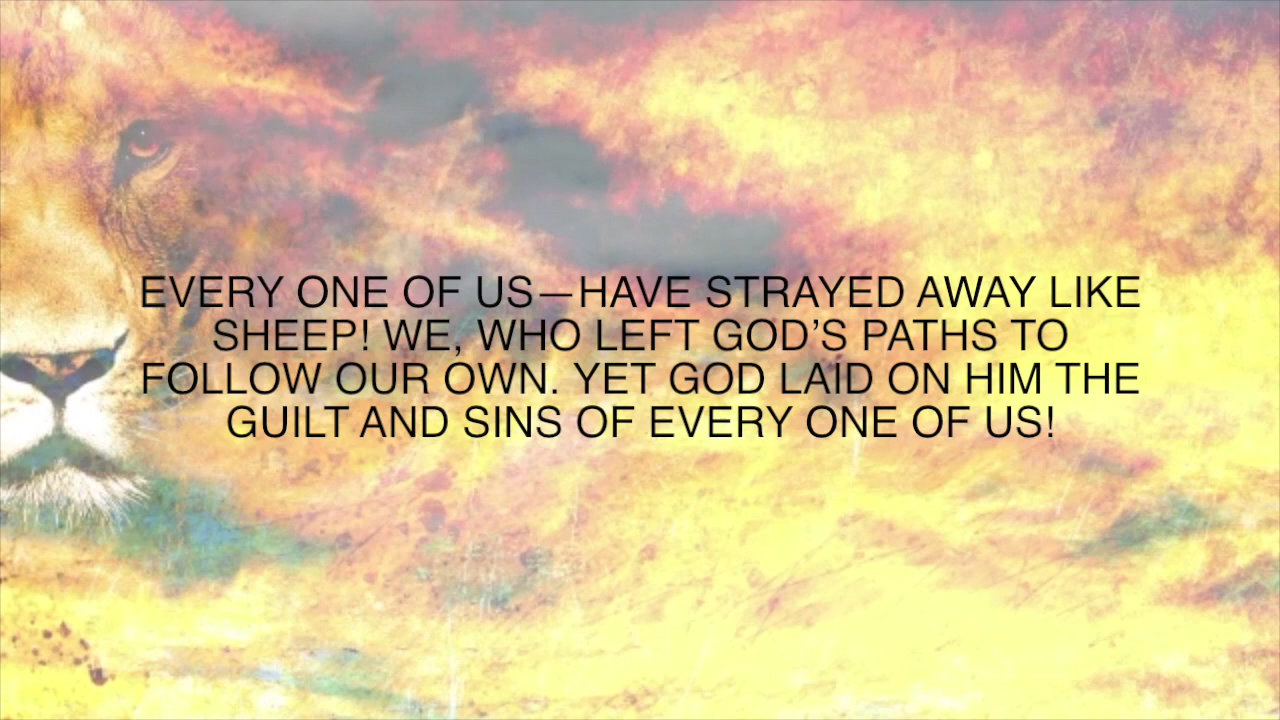 EVERY ONE OF US—HAVE STRAYED AWAY LIKE
SHEEP! WE, WHO LEFT GOD’S PATHS TO
FOLLOW OUR OWN. YET GOD LAID ON HIM THE
GUILT AND SINS OF EVERY ONE OF US!